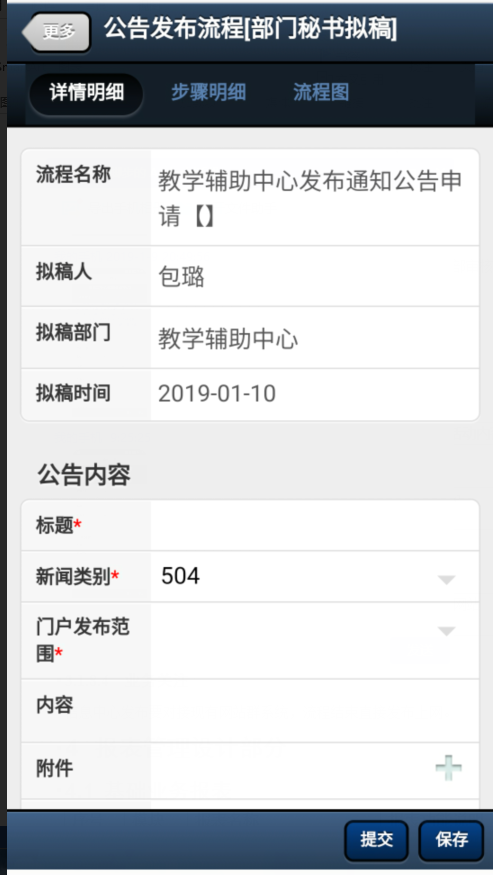 更多
公告发布流程[部门秘书拟稿]
详情明细 步骤明细 流程图
流程名称 教学辅助中心发布通知公告申
请【】
拟稿人 包璐
拟稿部门 教学辅助中心
拟稿时间 2019-01-10
公告内容
标题*
新闻类别* 504
门户发布范
围*
内容
附件
提交 保存